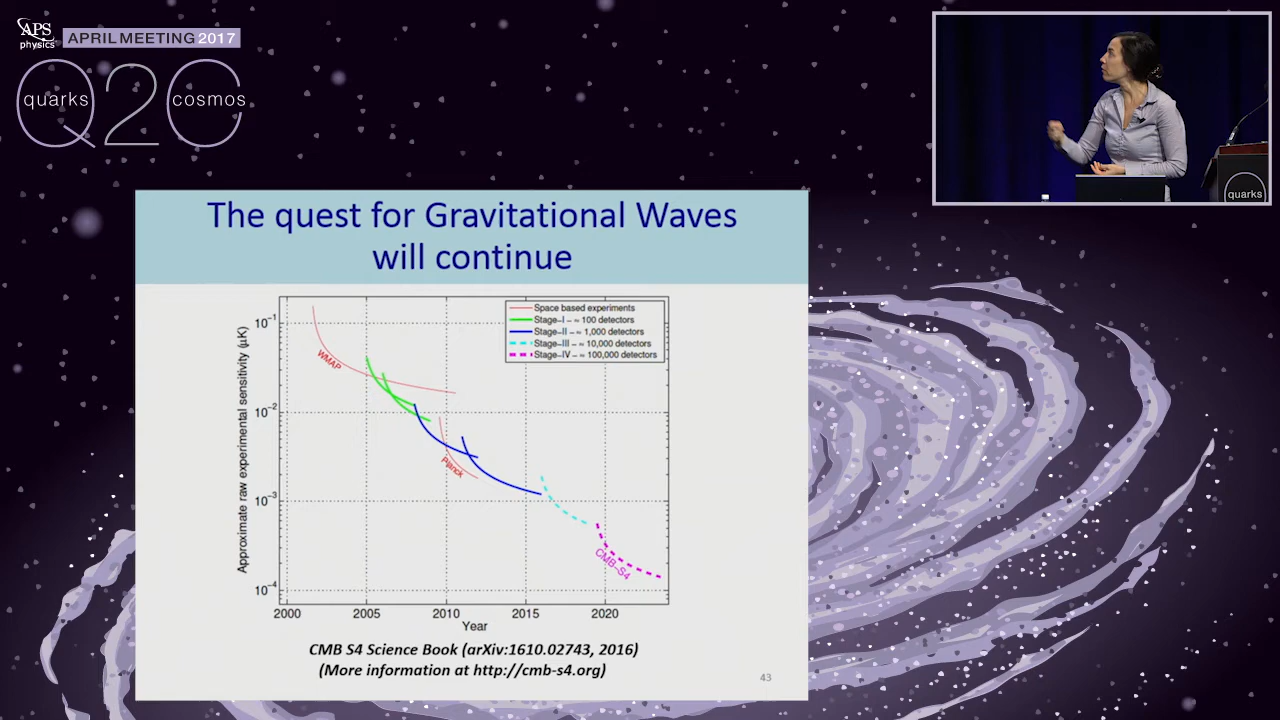 APS
physics
APRIL MEETING 2017
quarks 2 cosmos
Q2C
quarks
The quest for Gravitational Waves
will continue
Space based experiments
Stage-I - ≈ 100 detectors
Stage-II - ≈ 1,000 detectors
Stage-III - ≈ 10,000 detectors
Stage-IV - ≈ 100,000 detectors
10⁻¹
10⁻²
10⁻³
10⁻⁴
Approximate raw experimental sensitivity (µK)
WMAP
Planck
CMB-S4
2000 2005 2010 2015 2020
Year
CMB S4 Science Book (arXiv:1610.02743, 2016)
(More information at http://cmb-s4.org)
43